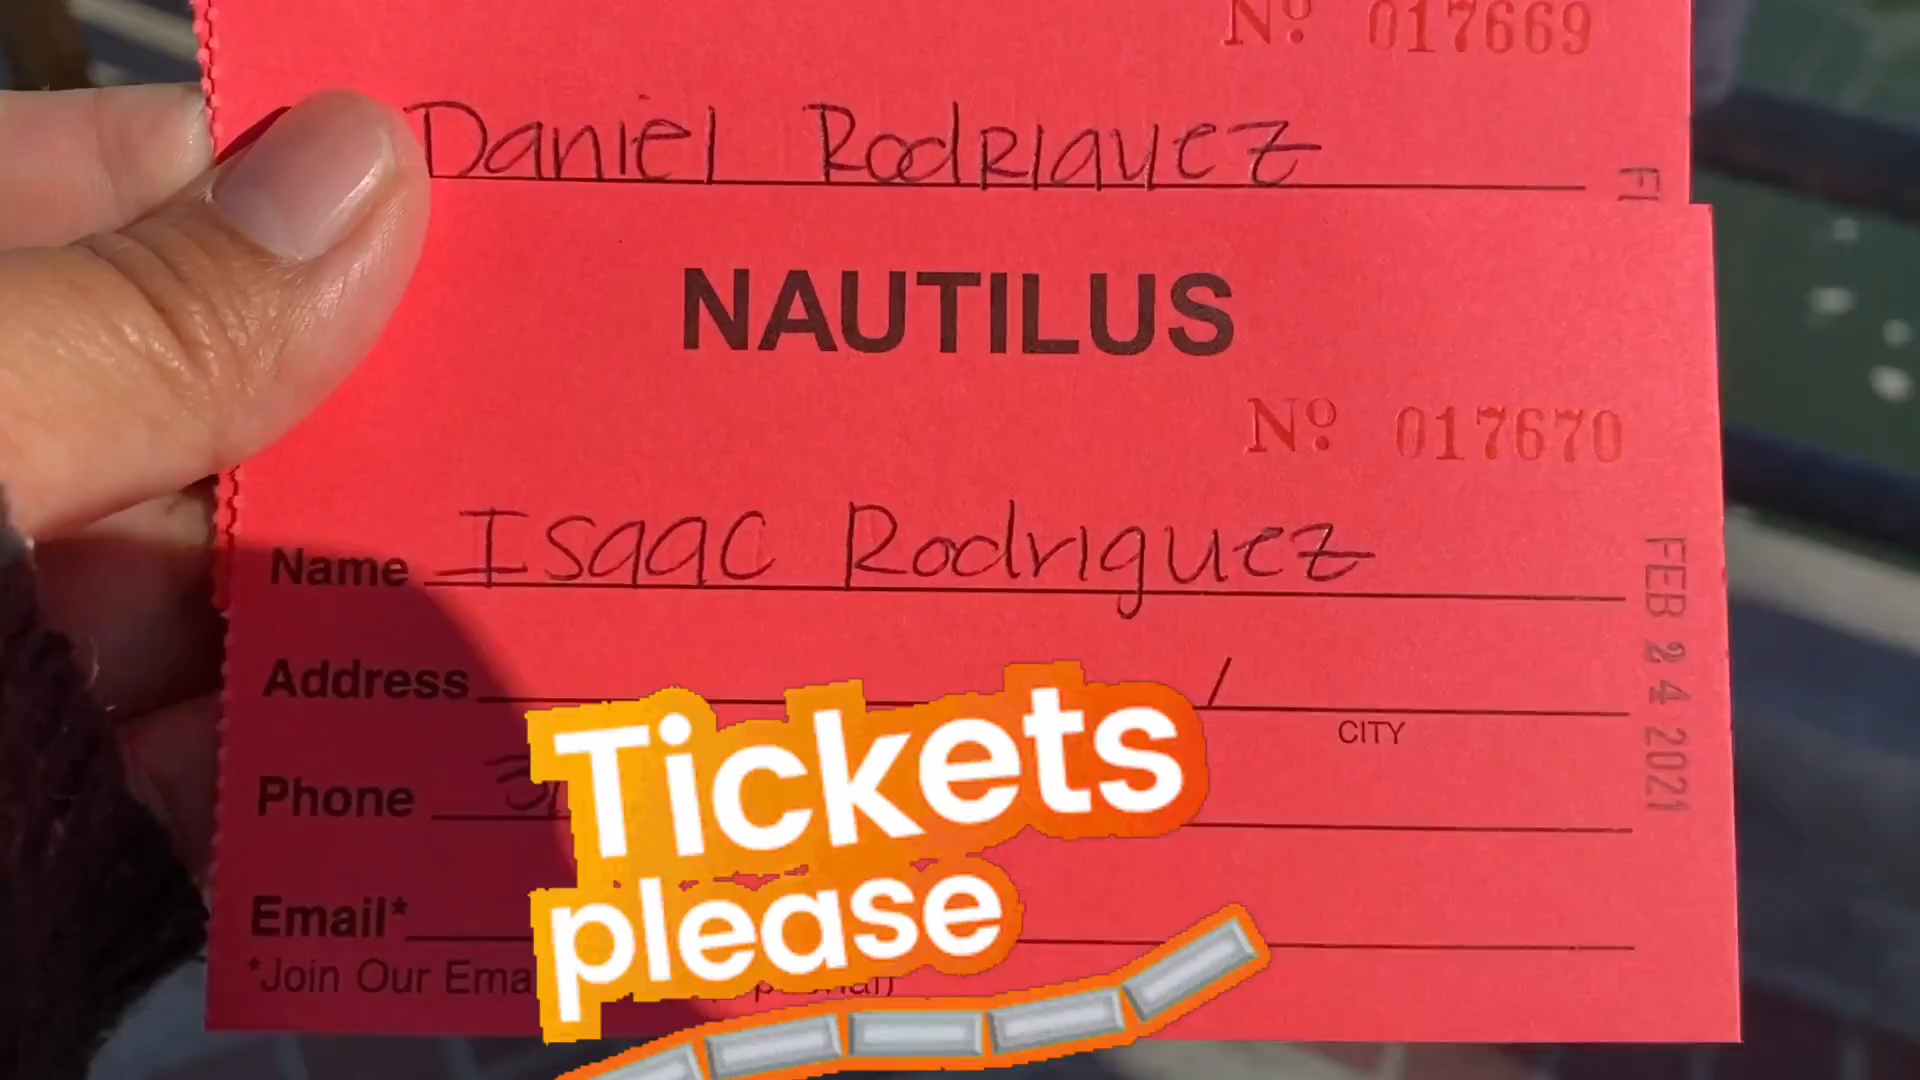 Nº 017669
Daniel Rodriguez
NAUTILUS
Nº 017670
Name Isaac Rodriguez
Address /
CITY
Phone
Email*
*Join Our
FEB 24 2021
Tickets
please